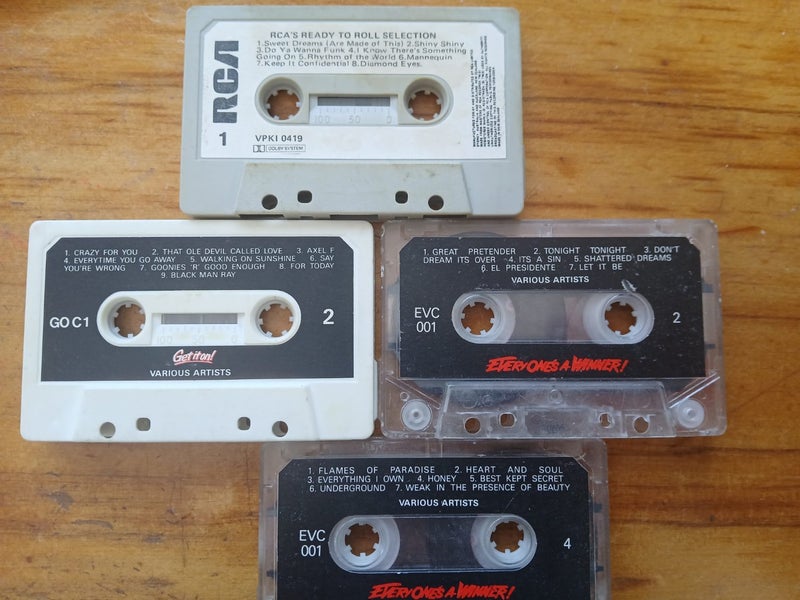 RCA'S READY TO ROLL SELECTION
1.Sweet Dreams (Are Made of This) 2.Shiny Shiny
3.Do Ya Wanna Funk 4.I Know There's Something
Going On 5.Rhythm of the World 6.Mannequin
7.Keep It Confidential 8.Diamond Eyes.
RCA
1
100 50 0
VPKI 0419
DOLBY SYSTEM
1. CRAZY FOR YOU 2. THAT OLE DEVIL CALLED LOVE 3. AXEL F
4. EVERYTIME YOU GO AWAY 5. WALKING ON SUNSHINE 6. SAY
YOU'RE WRONG 7. GOONIES 'R' GOOD ENOUGH 8. FOR TODAY
9. BLACK MAN RAY
GO C1
2
100 0
Get it on!
VARIOUS ARTISTS
1. GREAT PRETENDER 2. TONIGHT TONIGHT 3. DON'T
DREAM ITS OVER 4. ITS A SIN 5. SHATTERED DREAMS
6. EL PRESIDENTE 7. LET IT BE
VARIOUS ARTISTS
EVC
001
2
EVERYONE'S A WINNER!
1. FLAMES OF PARADISE 2. HEART AND SOUL
3. EVERYTHING I OWN 4. HONEY 5. BEST KEPT SECRET
6. UNDERGROUND 7. WEAK IN THE PRESENCE OF BEAUTY
VARIOUS ARTISTS
EVC
001
4
EVERYONE'S A WINNER!